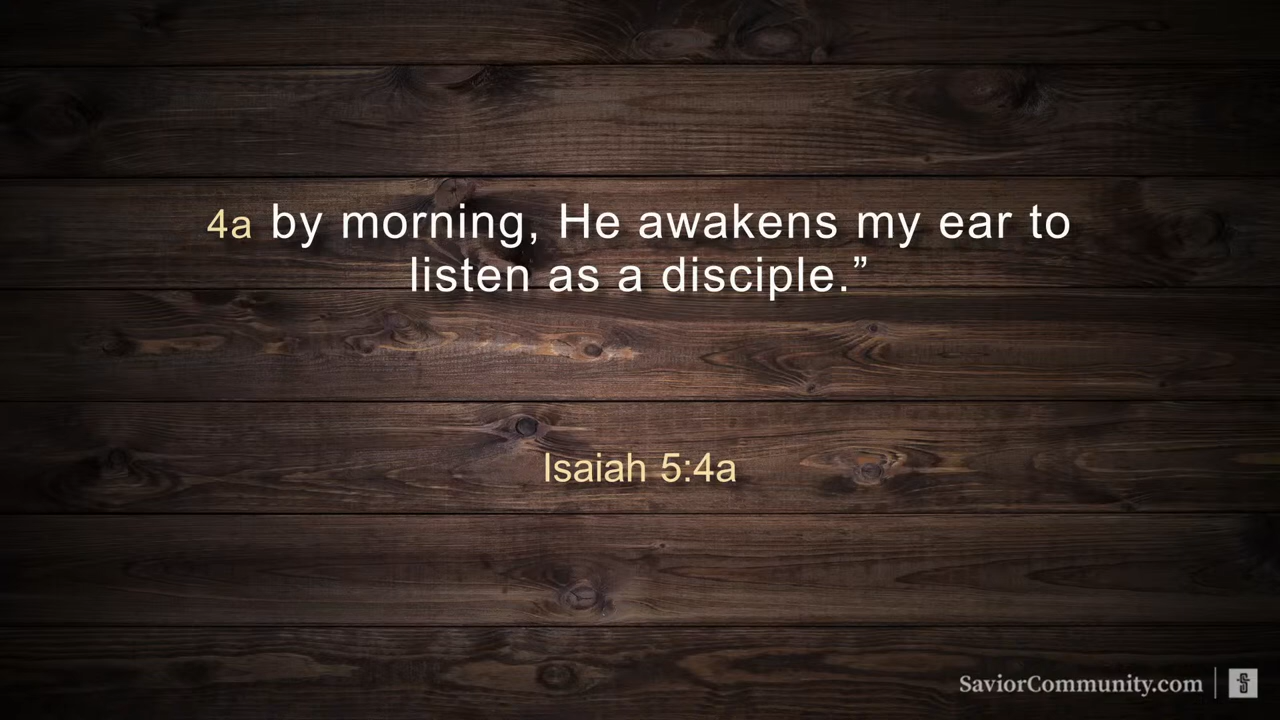 4a by morning, He awakens my ear to
listen as a disciple.”
Isaiah 5:4a
SaviorCommunity.com